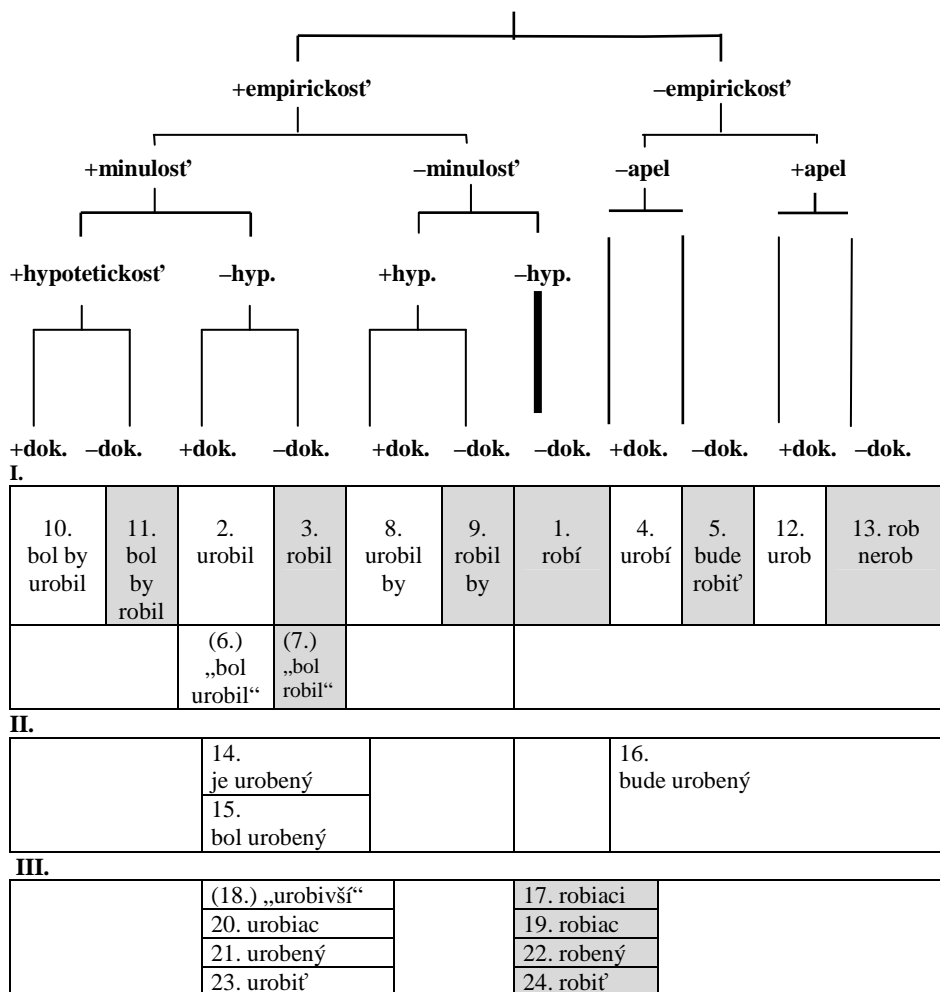 +empirickosť –empirickosť
+minulosť –minulosť –apel +apel
+hypotetickosť –hyp. +hyp. –hyp.
+dok. –dok. +dok. –dok. +dok. –dok. –dok. +dok. –dok. +dok. –dok.
I.
10. bol by urobil
11. bol by robil
2. urobil
3. robil
8. urobil by
9. robil by
1. robí
4. urobí
5. bude robiť
12. urob
13. rob nerob
(6.) „bol urobil“
(7.) „bol robil“
II.
14.
je urobený
15.
bol urobený
16.
bude urobený
III.
(18.) „urobivší“
20. urobiac
21. urobený
23. urobiť
17. robiaci
19. robiac
22. robený
24. robiť